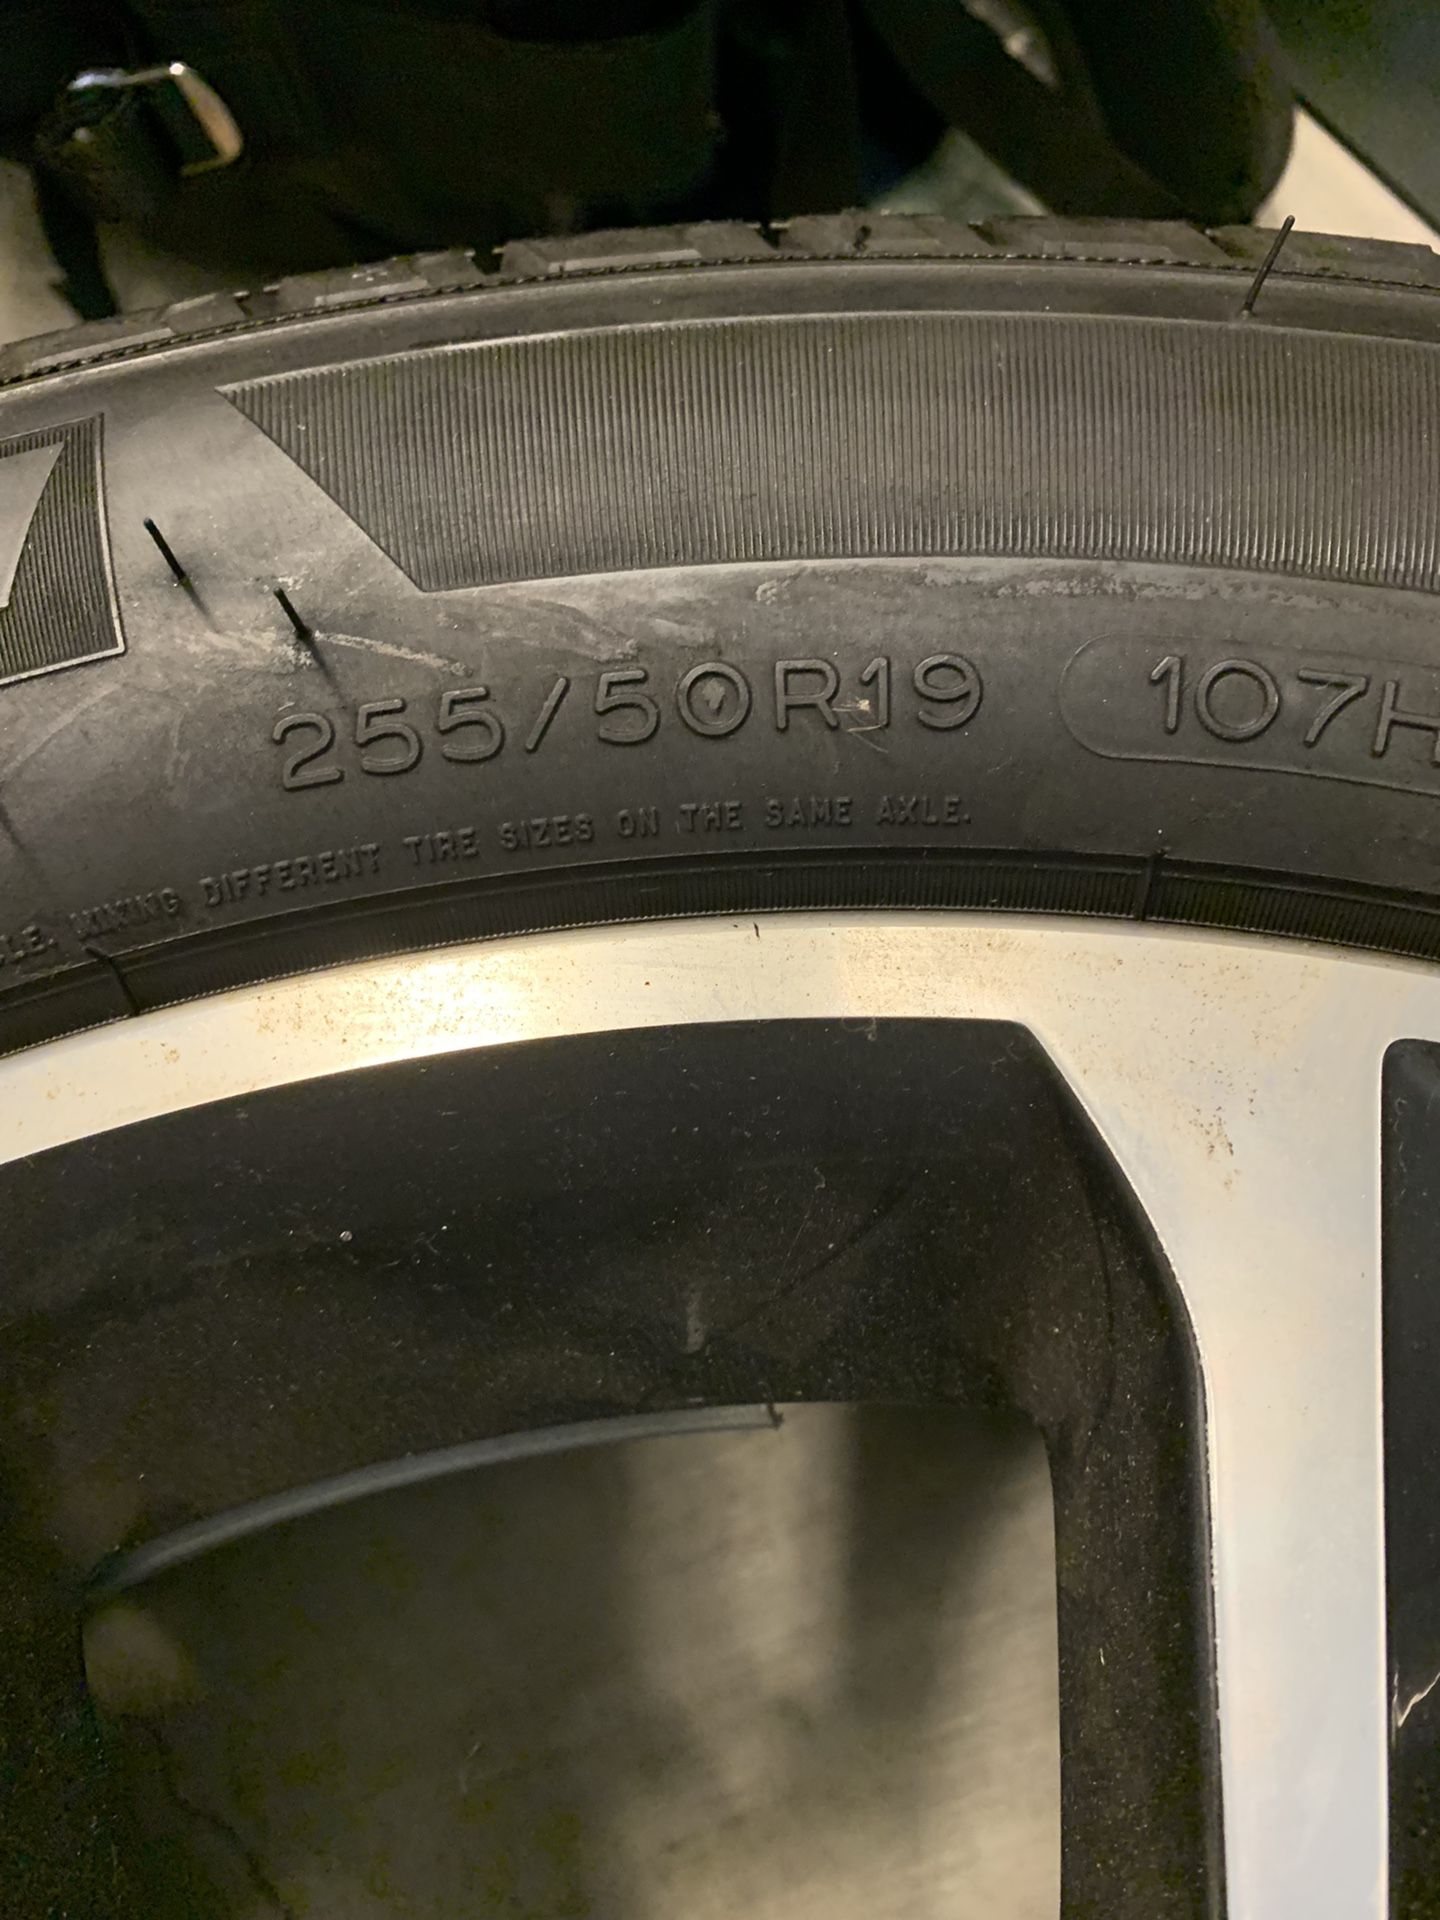 255/50R19 107H
MIXING DIFFERENT TIRE SIZES ON THE SAME AXLE.